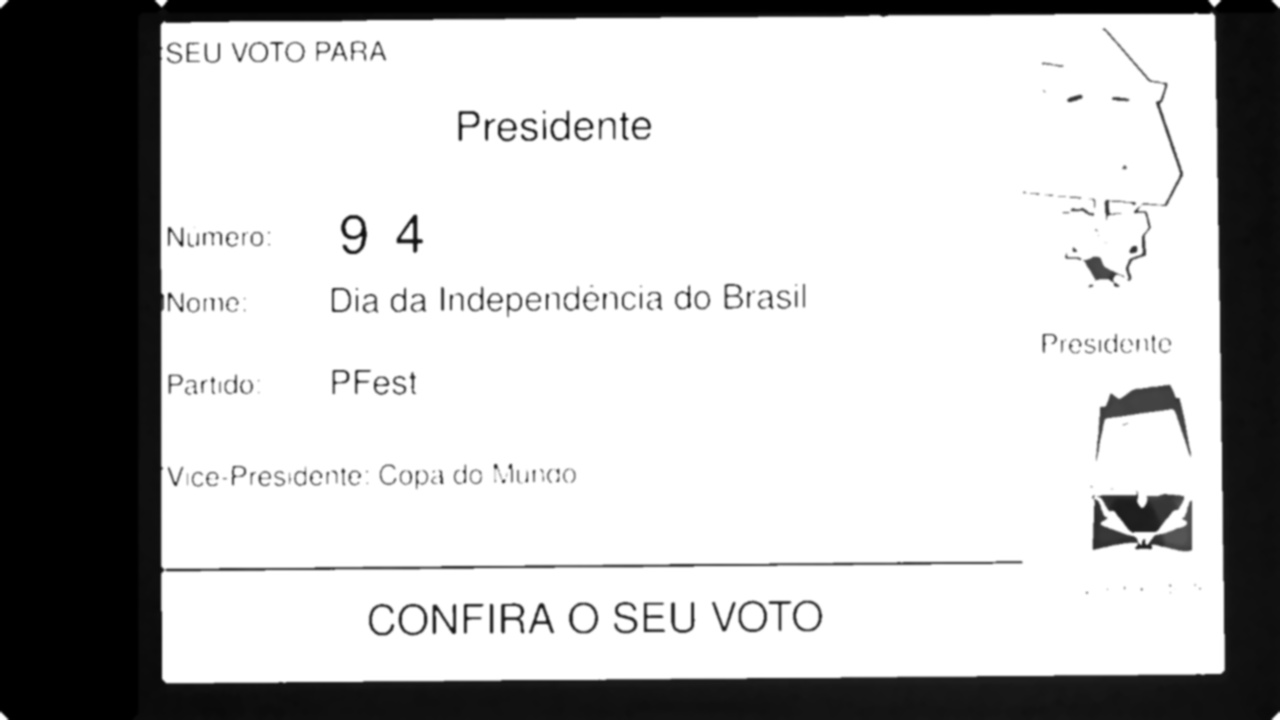 SEU VOTO PARA
Presidente
Número: 9 4
Nome: Dia da Independência do Brasil
Partido: PFest
Vice-Presidente: Copa do Mundo
Presidente
CONFIRA O SEU VOTO